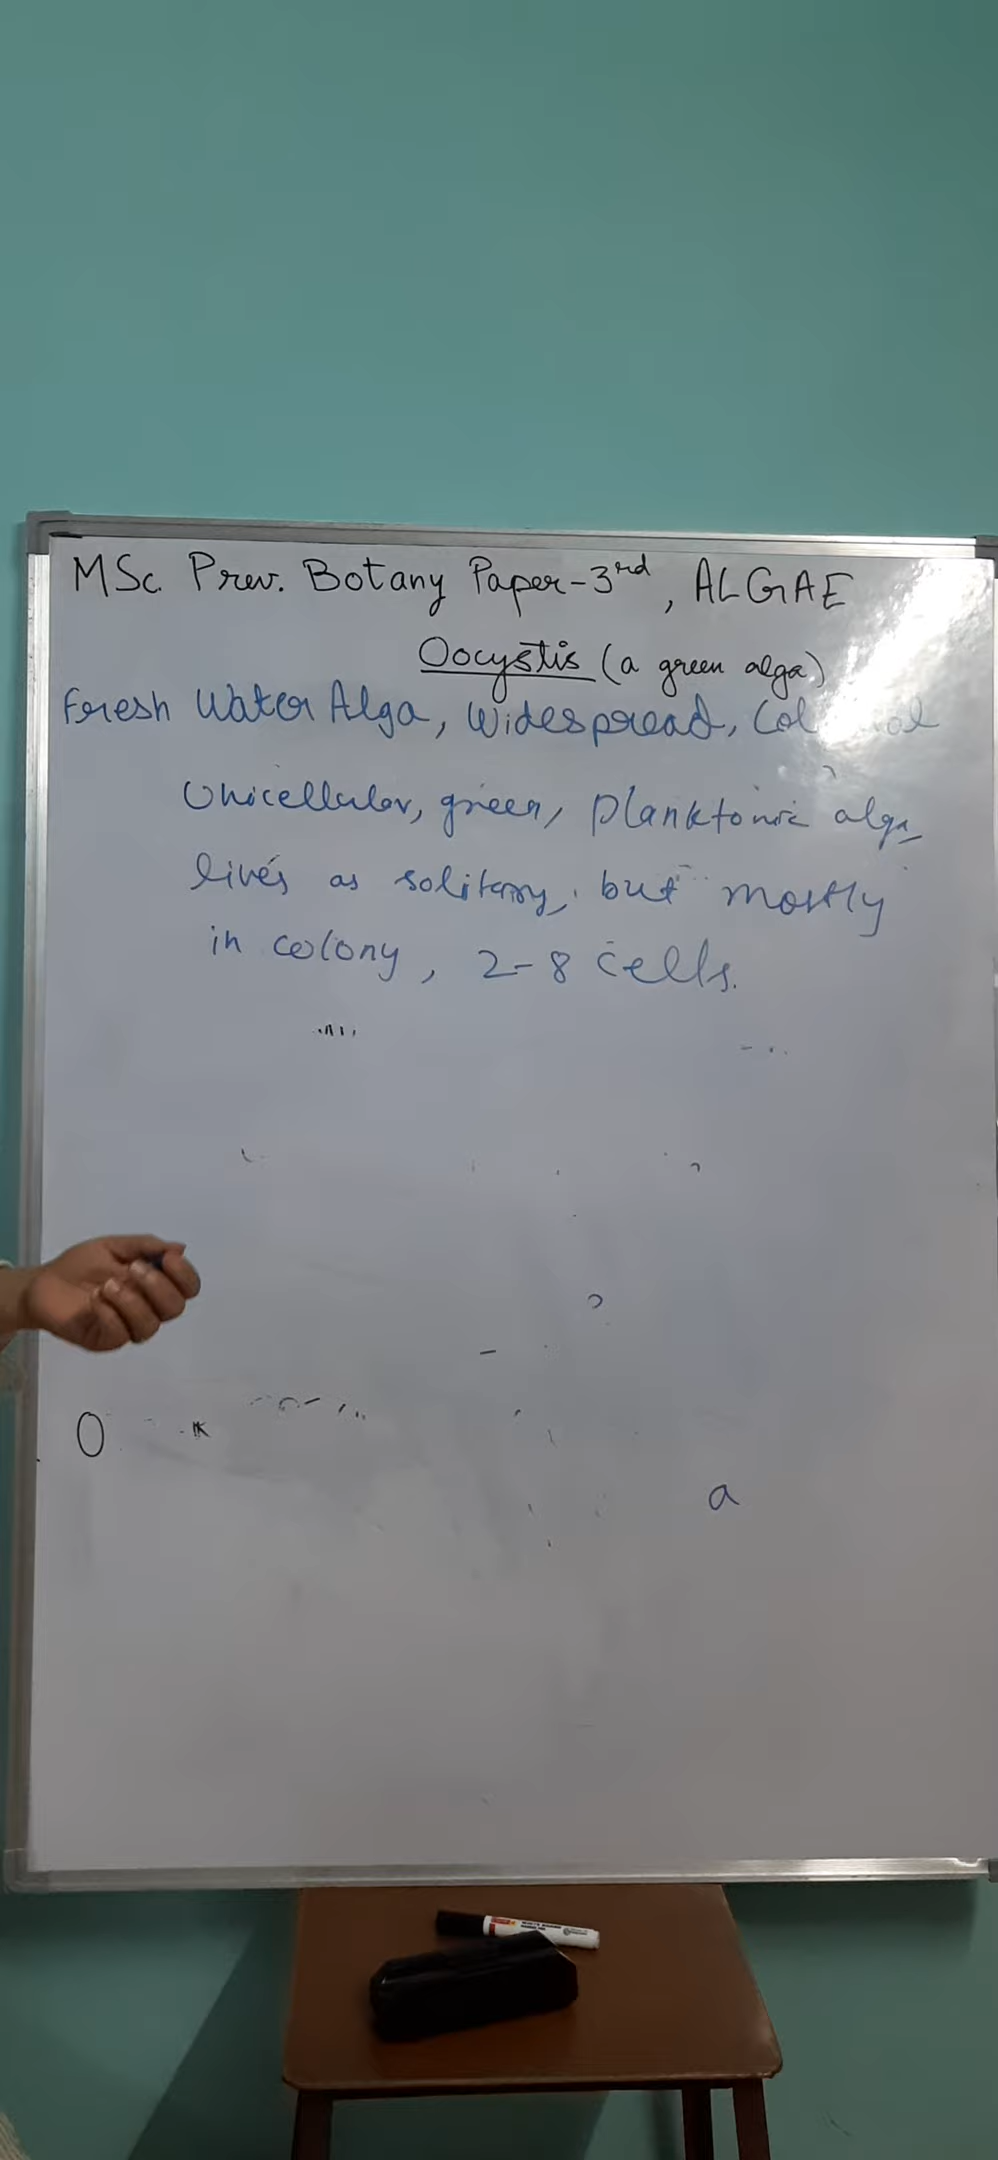 MSc. Prev. Botany Paper-3rd, ALGAE
Oocystis (a green alga)
Fresh Water Alga, Widespread,
Unicellular, green, planktonic alga,
lives as solitary, but mostly
in colony, 2-8 cells.
O
a